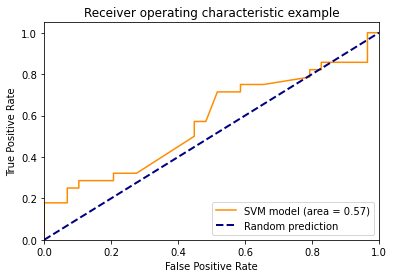 Receiver operating characteristic example
True Positive Rate
1.0
0.8
0.6
0.4
0.2
0.0
SVM model (area = 0.57)
Random prediction
0.0 0.2 0.4 0.6 0.8 1.0
False Positive Rate